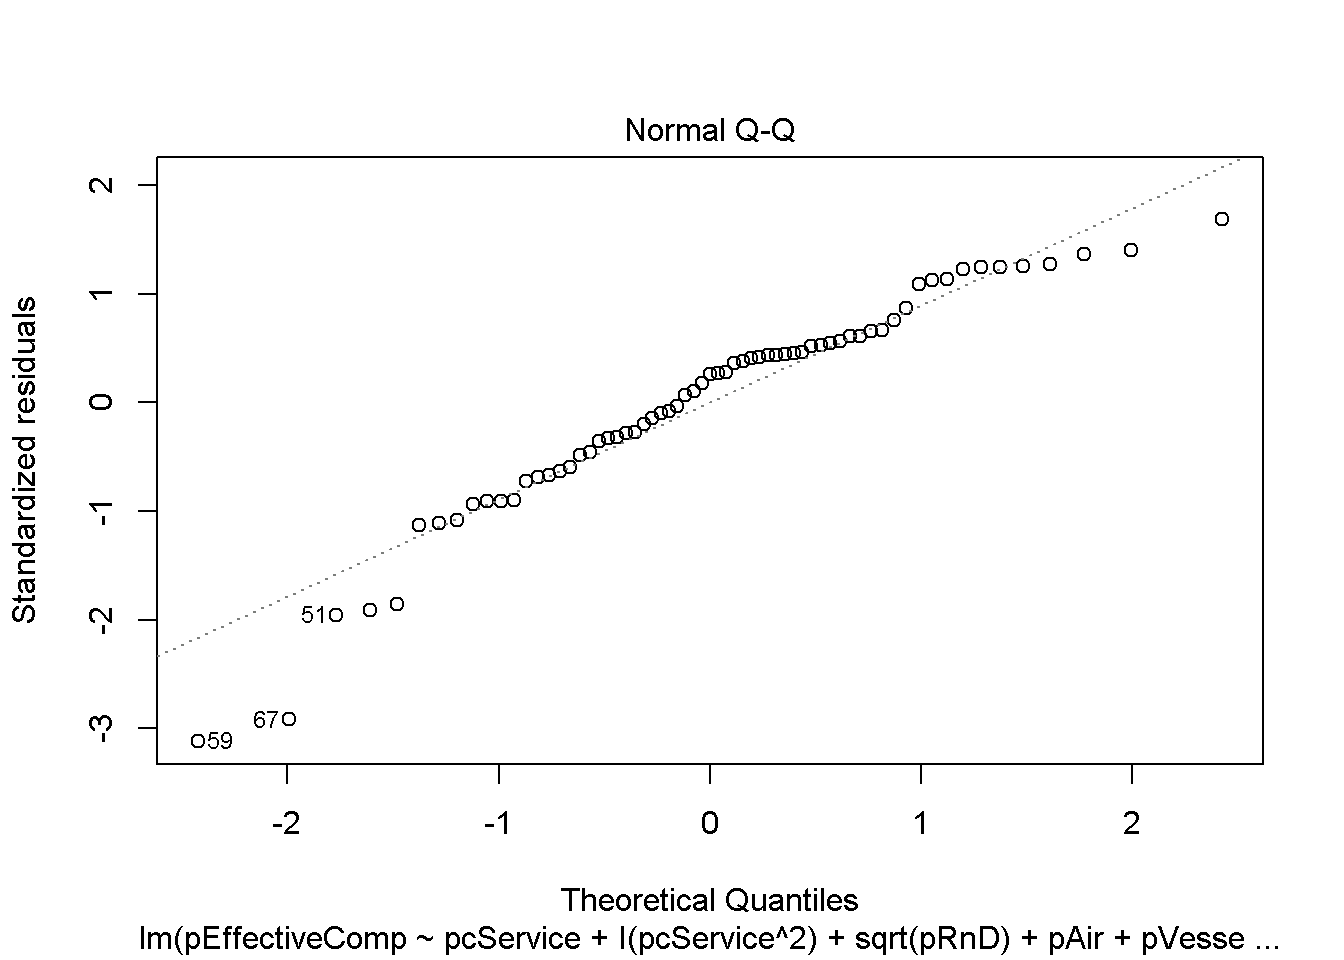 Normal Q-Q
Standardized residuals
2
1
0
-1
-2
-3
51
67
59
-2 -1 0 1 2
Theoretical Quantiles
lm(pEffectiveComp ~ pcService + I(pcService^2) + sqrt(pRnD) + pAir + pVesse ...